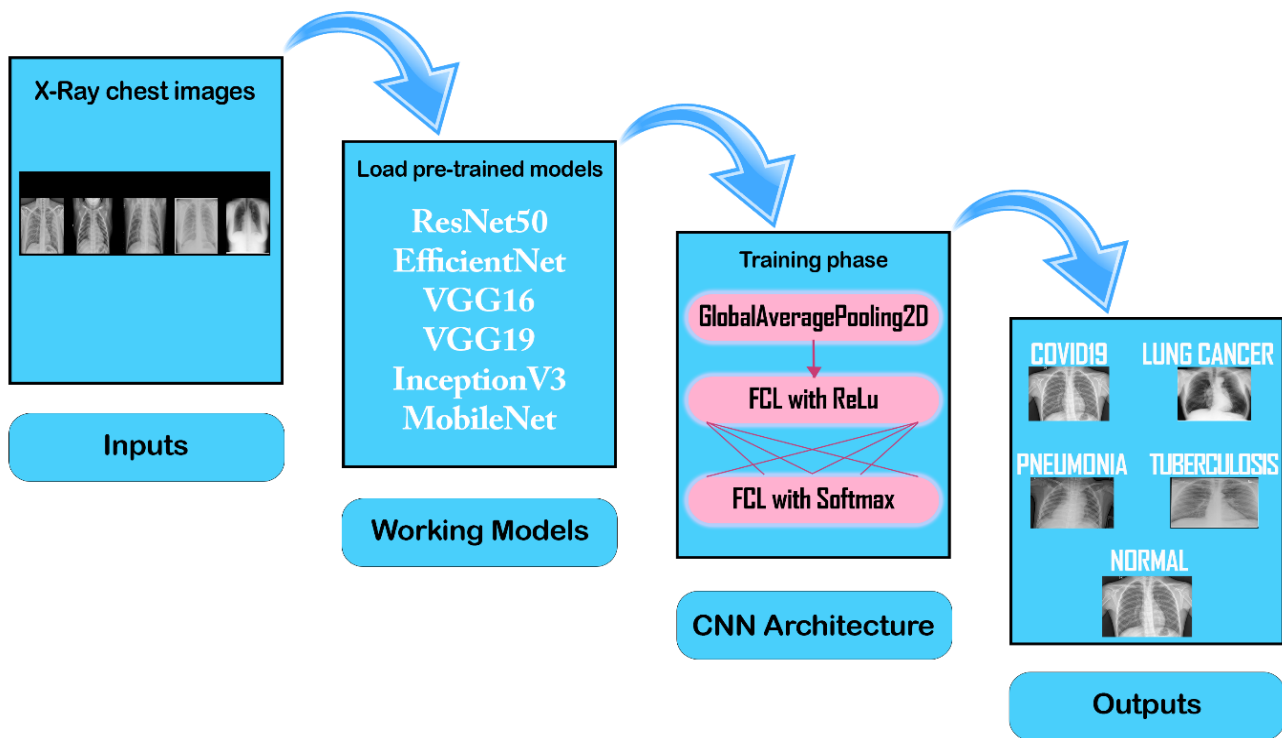 X-Ray chest images
Inputs
Load pre-trained models
ResNet50
EfficientNet
VGG16
VGG19
InceptionV3
MobileNet
Working Models
Training phase
GlobalAveragePooling2D
FCL with ReLu
FCL with Softmax
CNN Architecture
COVID19
LUNG CANCER
PNEUMONIA
TUBERCULOSIS
NORMAL
Outputs